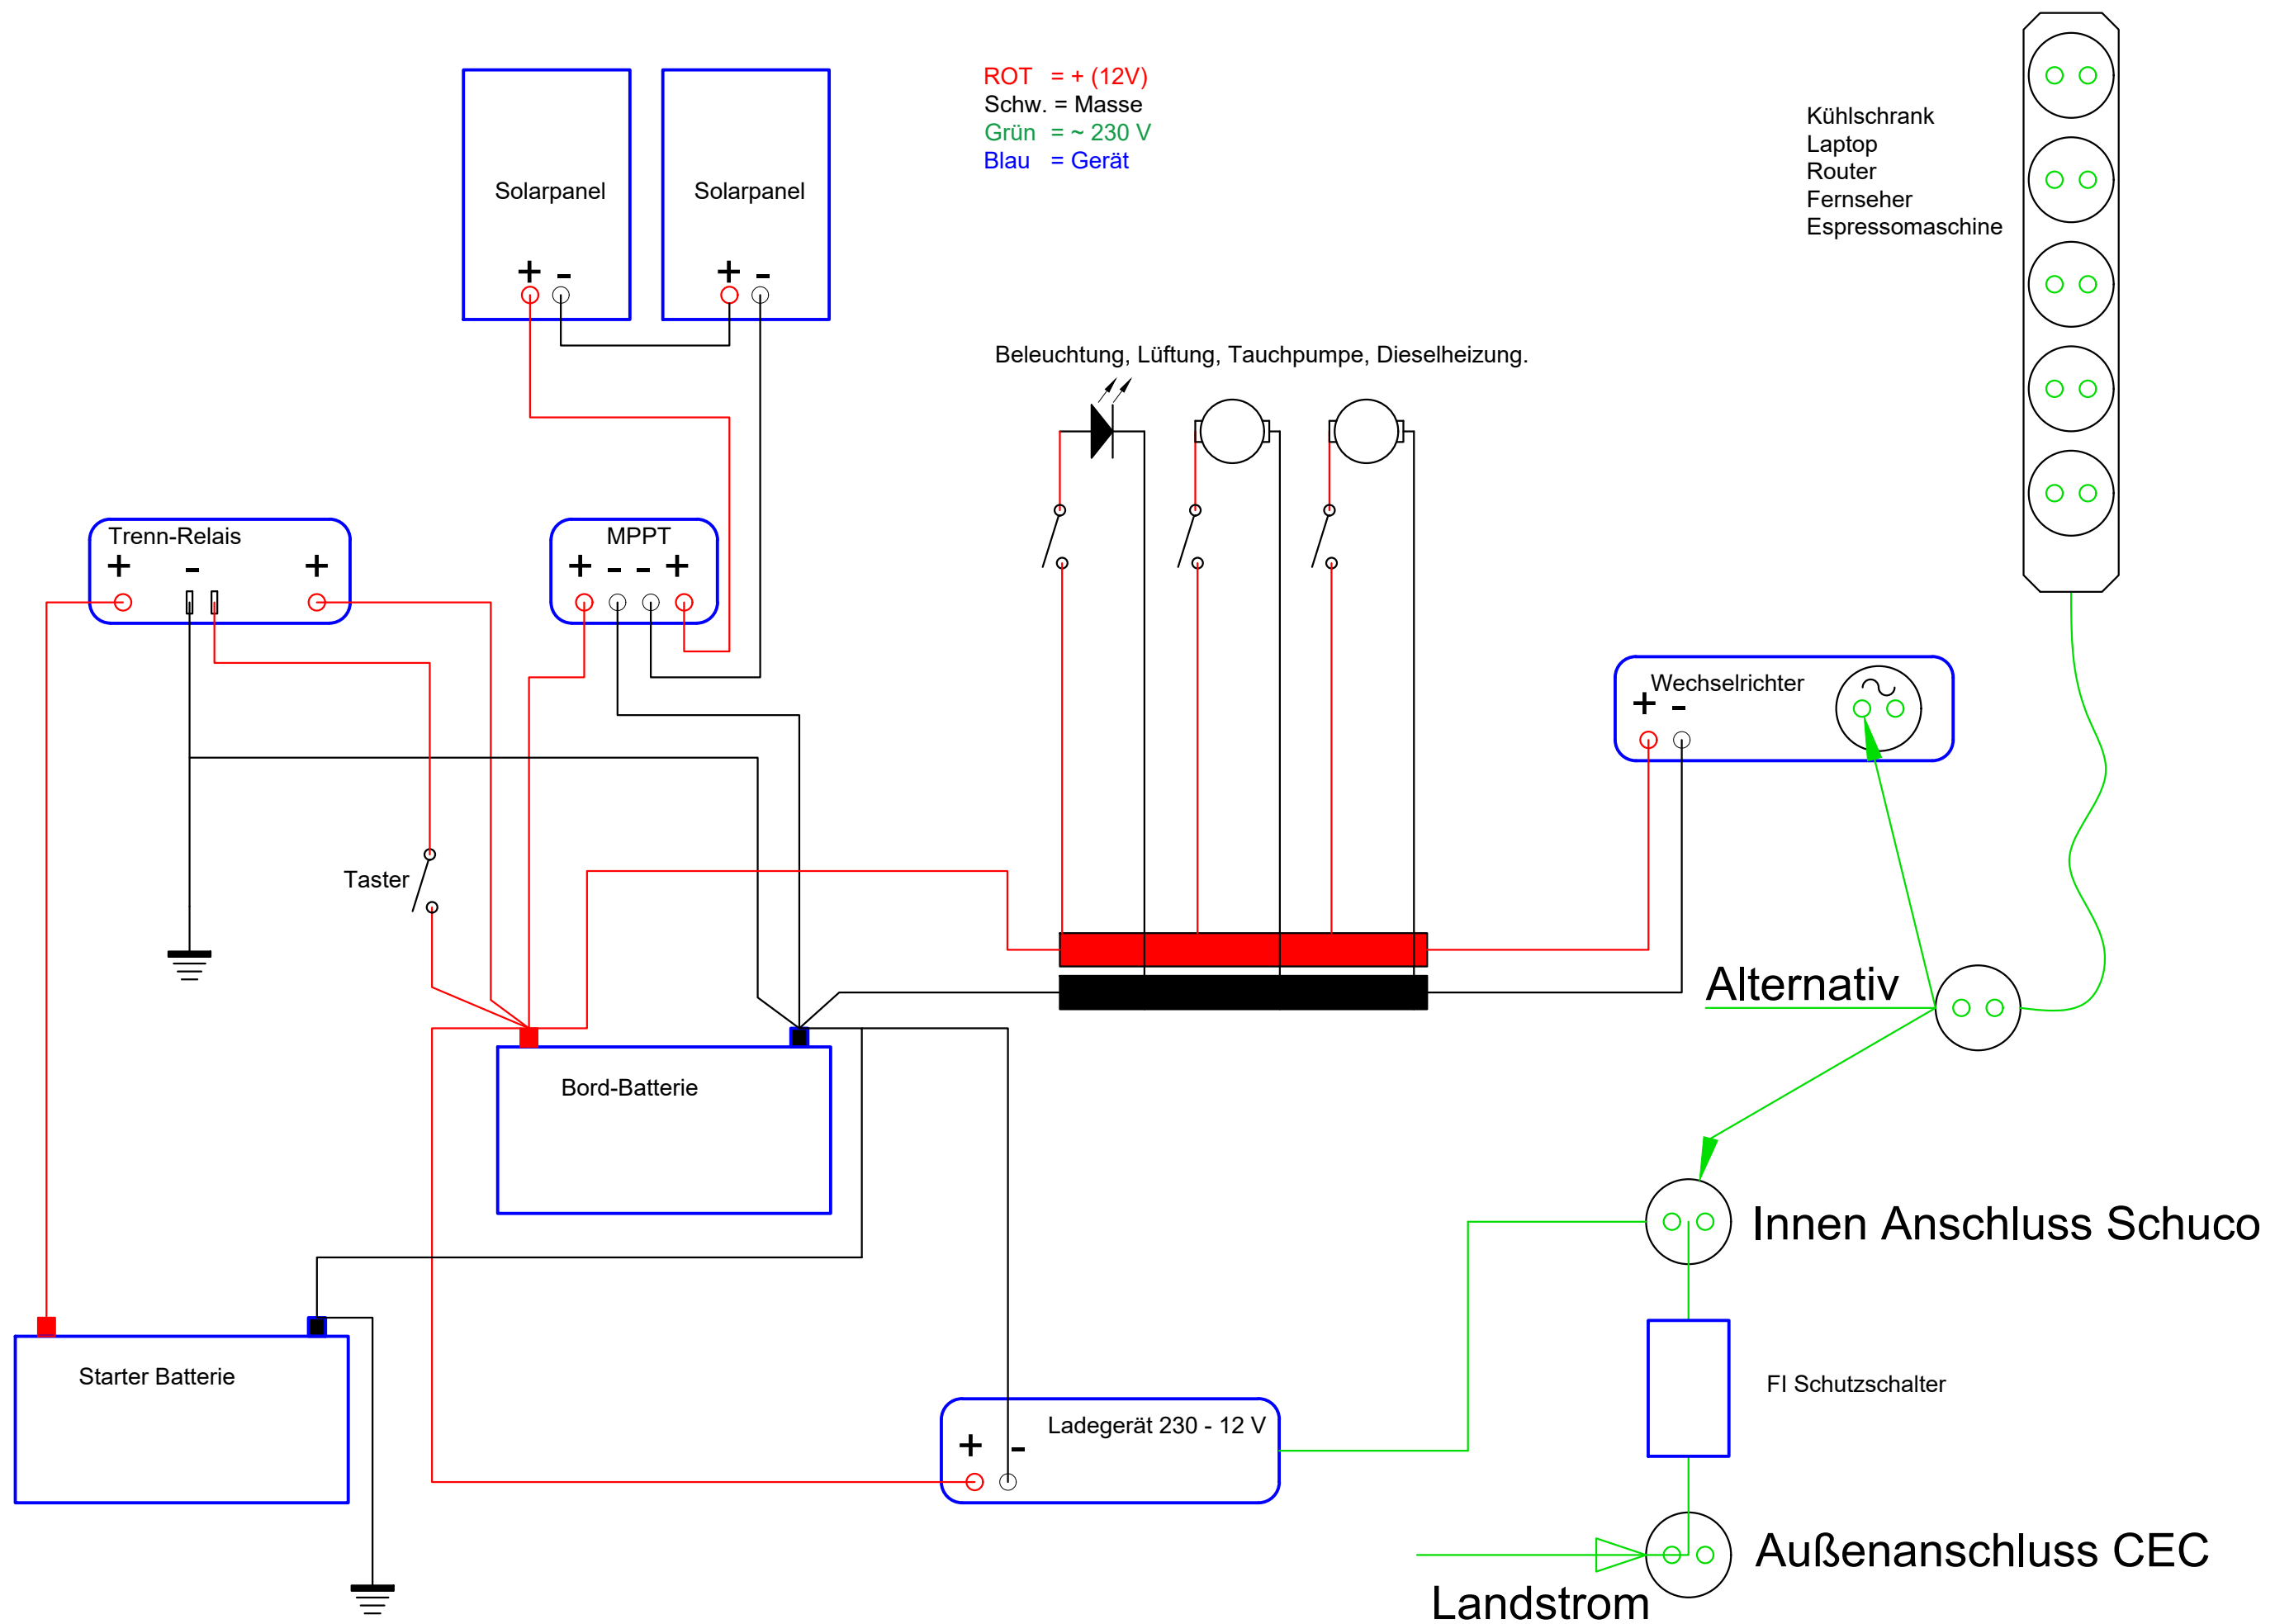 ROT = + (12V)
Schw. = Masse
Grün = ~ 230 V
Blau = Gerät
Kühlschrank
Laptop
Router
Fernseher
Espressomaschine
Solarpanel
Solarpanel
+ -
+ -
Beleuchtung, Lüftung, Tauchpumpe, Dieselheizung.
Trenn-Relais
+ - +
MPPT
+ - - +
Wechselrichter
+ -
Taster
Alternativ
Bord-Batterie
Innen Anschluss Schuco
Starter Batterie
FI Schutzschalter
Ladegerät 230 - 12 V
+ -
Außenanschluss CEC
Landstrom